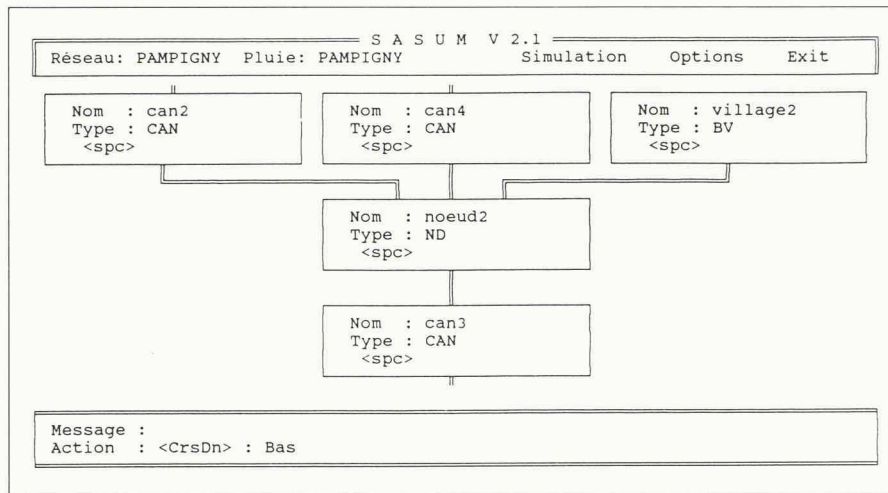 S A S U M V 2.1
Réseau: PAMPIGNY Pluie: PAMPIGNY Simulation Options Exit
Nom : can2
Type : CAN
<spc>
Nom : can4
Type : CAN
<spc>
Nom : village2
Type : BV
<spc>
Nom : noeud2
Type : ND
<spc>
Nom : can3
Type : CAN
<spc>
Message :
Action : <CrsDn> : Bas